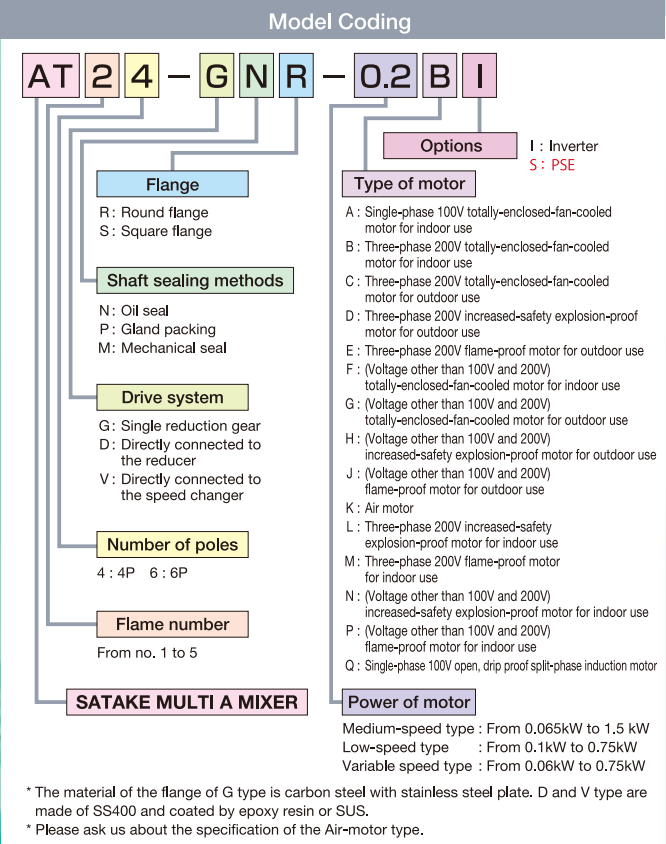 Model Coding
AT24-GNR-0.2BI
Options
I : Inverter
S : PSE
Flange
R : Round flange
S : Square flange
Shaft sealing methods
N : Oil seal
P : Gland packing
M : Mechanical seal
Drive system
G : Single reduction gear
D : Directly connected to
the reducer
V : Directly connected to
the speed changer
Number of poles
4 : 4P 6 : 6P
Flame number
From no. 1 to 5
SATAKE MULTI A MIXER
Type of motor
A : Single-phase 100V totally-enclosed-fan-cooled
motor for indoor use
B : Three-phase 200V totally-enclosed-fan-cooled
motor for indoor use
C : Three-phase 200V totally-enclosed-fan-cooled
motor for outdoor use
D : Three-phase 200V increased-safety explosion-proof
motor for outdoor use
E : Three-phase 200V flame-proof motor for outdoor use
F : (Voltage other than 100V and 200V)
totally-enclosed-fan-cooled motor for indoor use
G : (Voltage other than 100V and 200V)
totally-enclosed-fan-cooled motor for outdoor use
H : (Voltage other than 100V and 200V)
increased-safety explosion-proof motor for outdoor use
J : (Voltage other than 100V and 200V)
flame-proof motor for outdoor use
K : Air motor
L : Three-phase 200V increased-safety
explosion-proof motor for indoor use
M : Three-phase 200V flame-proof motor
for indoor use
N : (Voltage other than 100V and 200V)
increased-safety explosion-proof motor for indoor use
P : (Voltage other than 100V and 200V)
flame-proof motor for indoor use
Q : Single-phase 100V open, drip proof split-phase induction motor
Power of motor
Medium-speed type : From 0.065kW to 1.5 kW
Low-speed type : From 0.1kW to 0.75kW
Variable speed type : From 0.06kW to 0.75kW
* The material of the flange of G type is carbon steel with stainless steel plate. D and V type are
made of SS400 and coated by epoxy resin or SUS.
* Please ask us about the specification of the Air-motor type.